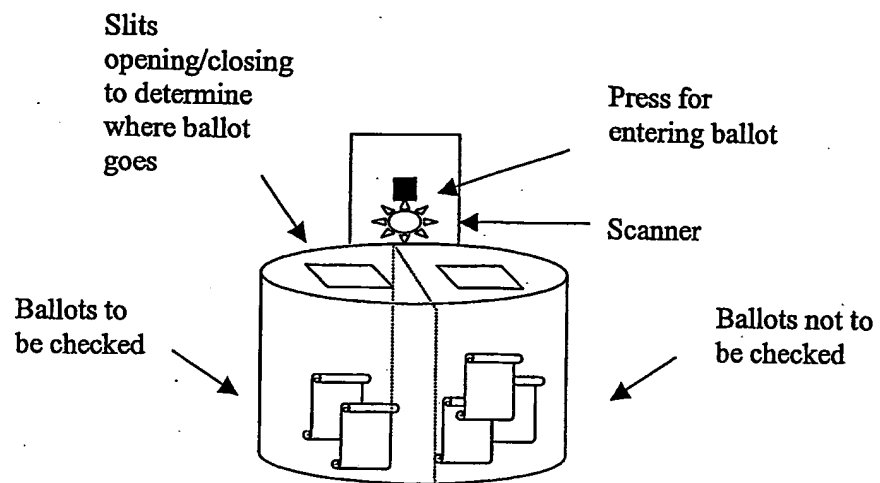 Slits
opening/closing
to determine
where ballot
goes
Press for
entering ballot
Scanner
Ballots to
be checked
Ballots not to
be checked